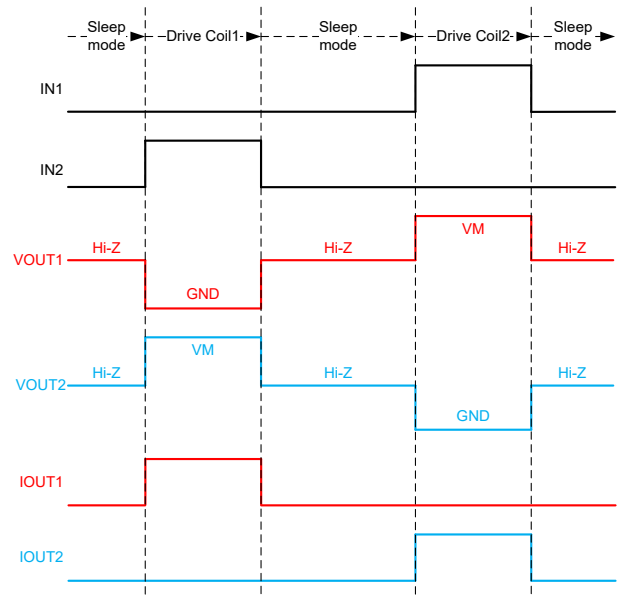 Sleep mode
Drive Coil1
Sleep mode
Drive Coil2
Sleep mode
IN1
IN2
VOUT1
Hi-Z
GND
Hi-Z
VM
Hi-Z
VOUT2
Hi-Z
VM
Hi-Z
GND
Hi-Z
IOUT1
IOUT2